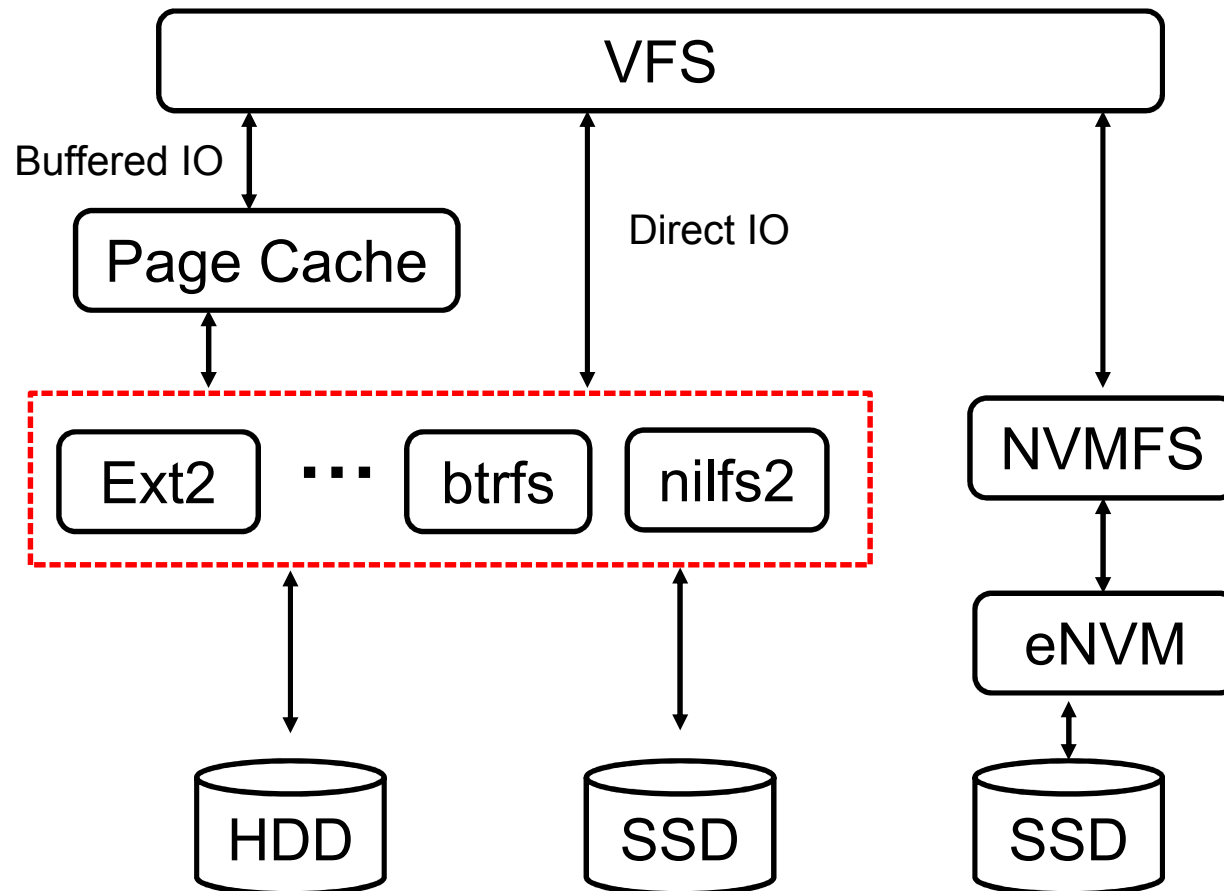 VFS
Buffered IO
Direct IO
Page Cache
Ext2 ... btrfs nilfs2
NVMFS
eNVM
HDD SSD SSD